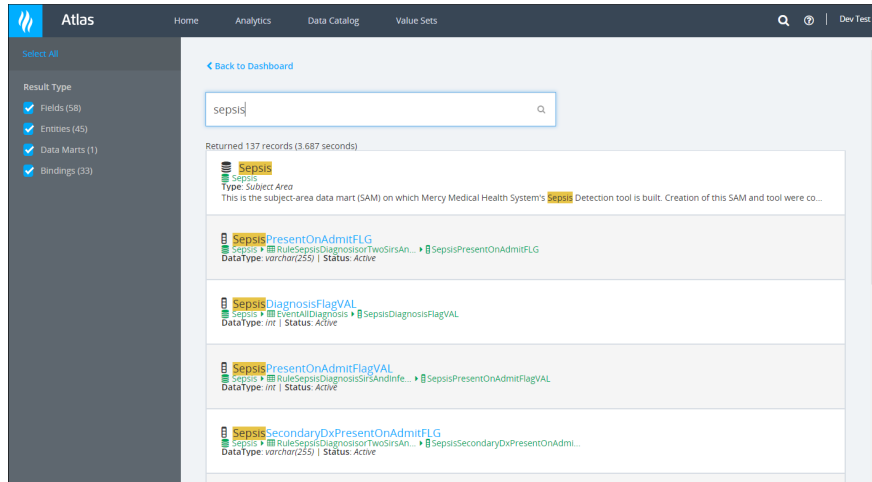 Atlas
Home Analytics Data Catalog Value Sets
Dev Test
Select All
Result Type
Fields (58)
Entities (45)
Data Marts (1)
Bindings (33)
Back to Dashboard
sepsis
Returned 137 records (3.687 seconds)
Sepsis
Sepsis
Type: Subject Area
This is the subject-area data mart (SAM) on which Mercy Medical Health System's Sepsis Detection tool is built. Creation of this SAM and tool were co...
SepsisPresentOnAdmitFLG
Sepsis RuleSepsisDiagnosisorTwoSirsAn... SepsisPresentOnAdmitFLG
DataType: varchar(255) | Status: Active
SepsisDiagnosisFlagVAL
Sepsis EventAllDiagnosis SepsisDiagnosisFlagVAL
DataType: int | Status: Active
SepsisPresentOnAdmitFlagVAL
Sepsis RuleSepsisDiagnosisSirsAndInfe... SepsisPresentOnAdmitFlagVAL
DataType: int | Status: Active
SepsisSecondaryDxPresentOnAdmitFLG
Sepsis RuleSepsisDiagnosisorTwoSirsAn... SepsisSecondaryDxPresentOnAdmi...
DataType: varchar(255) | Status: Active